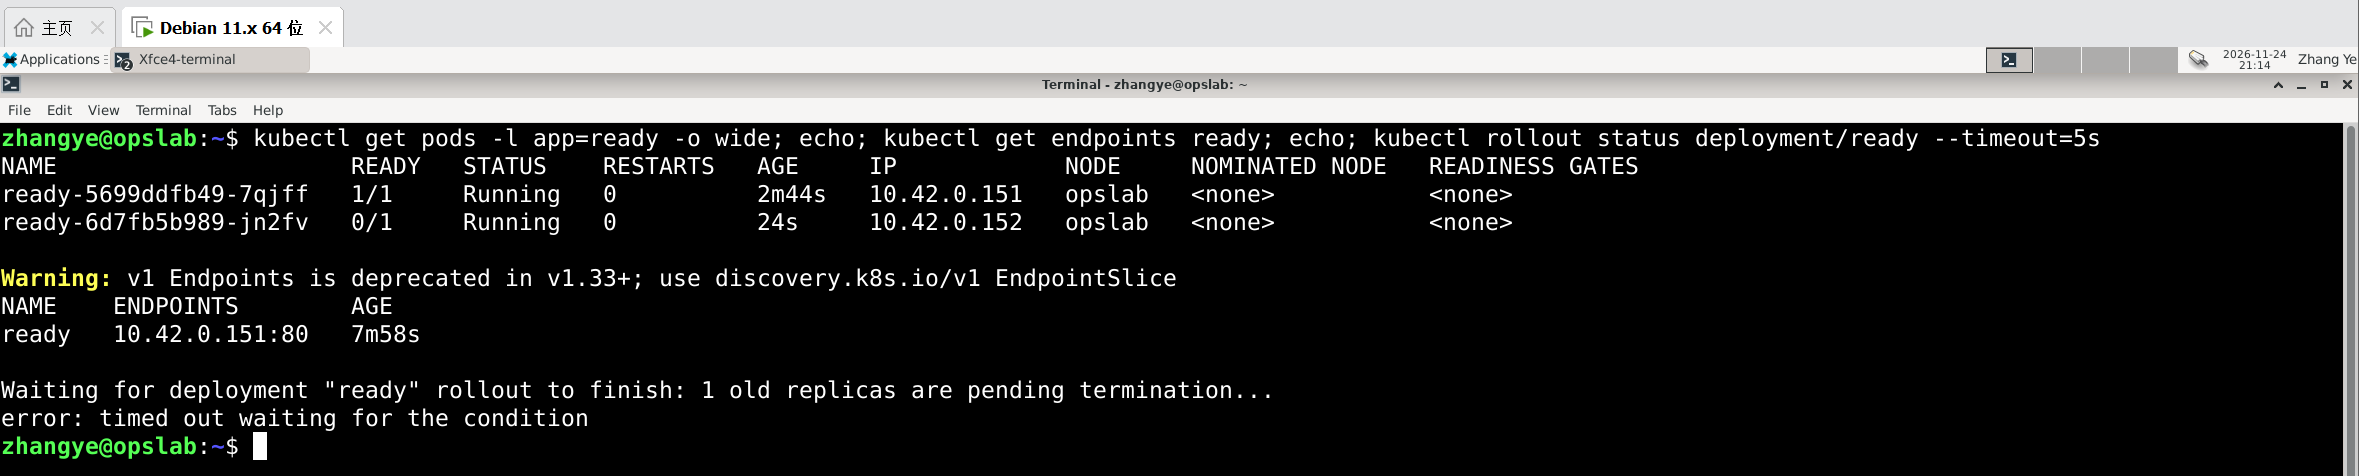 主页
Debian 11.x 64 位
Applications
Xfce4-terminal
2026-11-24
21:14
Zhang Ye
Terminal - zhangye@opslab: ~
File Edit View Terminal Tabs Help
zhangye@opslab:~$ kubectl get pods -l app=ready -o wide; echo; kubectl get endpoints ready; echo; kubectl rollout status deployment/ready --timeout=5s
NAME READY STATUS RESTARTS AGE IP NODE NOMINATED NODE READINESS GATES
ready-5699ddfb49-7qjff 1/1 Running 0 2m44s 10.42.0.151 opslab <none> <none>
ready-6d7fb5b989-jn2fv 0/1 Running 0 24s 10.42.0.152 opslab <none> <none>
Warning: v1 Endpoints is deprecated in v1.33+; use discovery.k8s.io/v1 EndpointSlice
NAME ENDPOINTS AGE
ready 10.42.0.151:80 7m58s
Waiting for deployment "ready" rollout to finish: 1 old replicas are pending termination...
error: timed out waiting for the condition
zhangye@opslab:~$